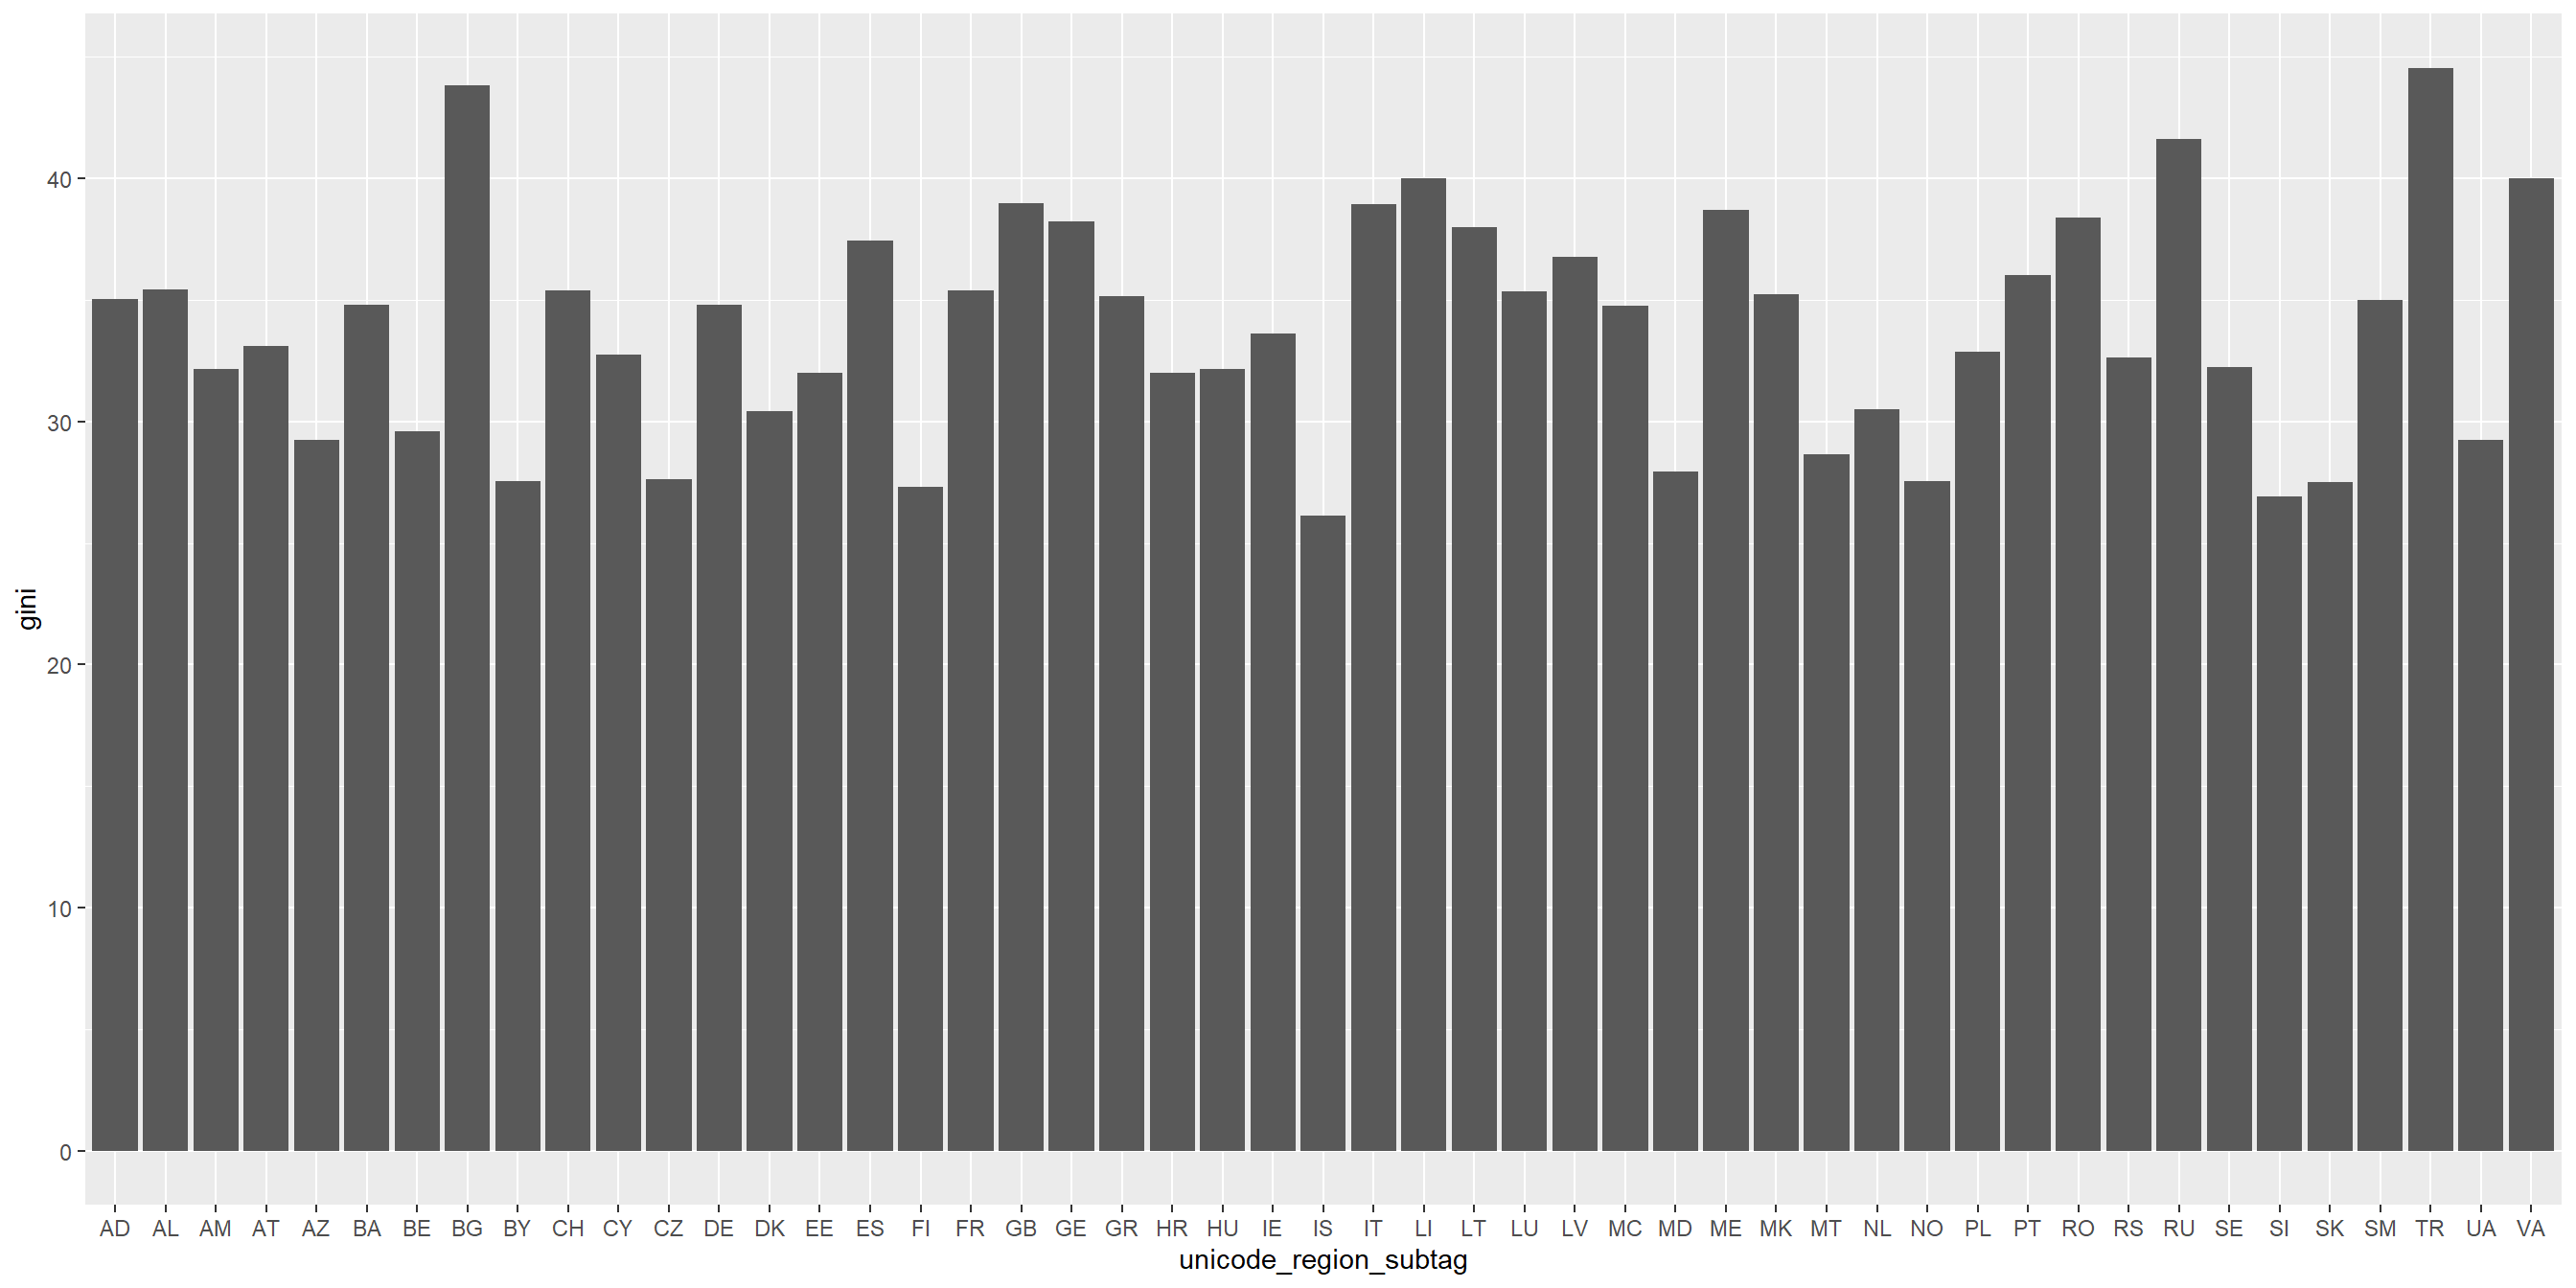 gini
40
30
20
10
0
AD AL AM AT AZ BA BE BG BY CH CY CZ DE DK EE ES FI FR GB GE GR HR HU IE IS IT LI LT LU LV MC MD ME MK MT NL NO PL PT RO RS RU SE SI SK SM TR UA VA
unicode_region_subtag